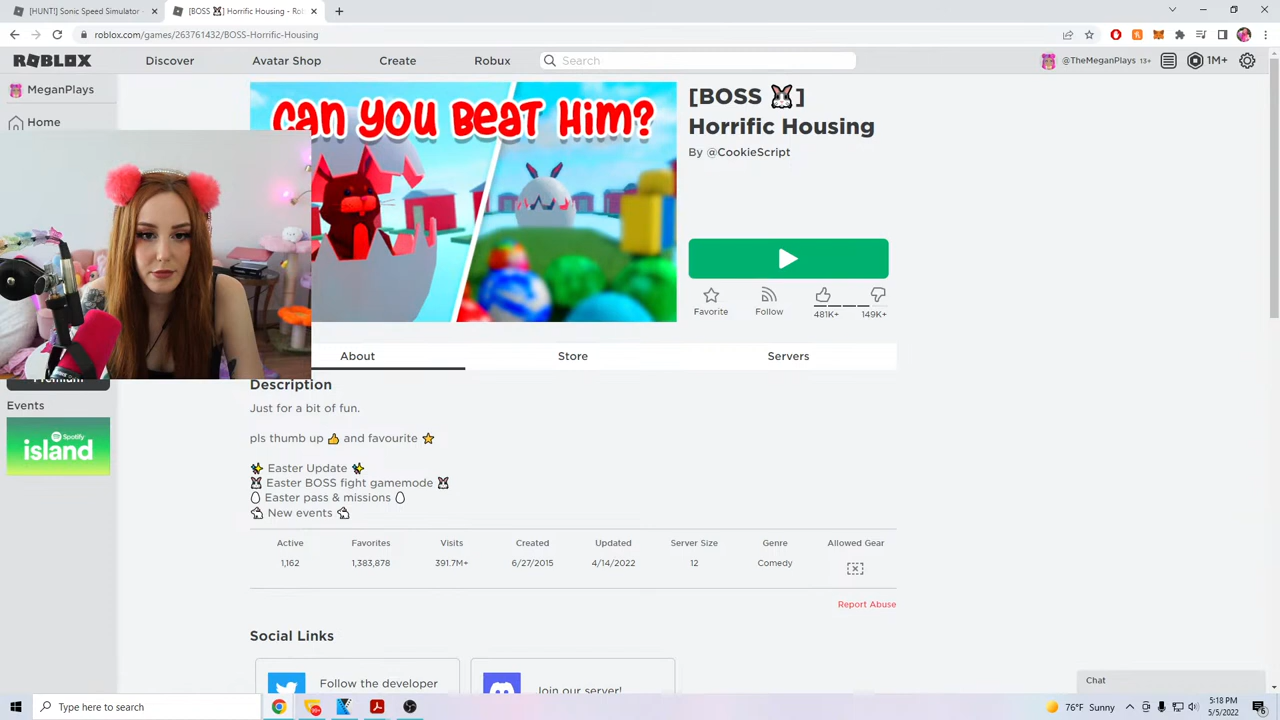 [HUNT!] Sonic Speed Simulator -
[BOSS 🐰] Horrific Housing - Rob
roblox.com/games/263761432/BOSS-Horrific-Housing
ROBLOX
Discover
Avatar Shop
Create
Robux
Search
@TheMeganPlays 13+
1M+
MeganPlays
Home
Premium
Events
Spotify
island
Can You Beat Him?
[BOSS 🐰]
Horrific Housing
By @CookieScript
Favorite
Follow
481K+
149K+
About
Store
Servers
Description
Just for a bit of fun.
pls thumb up 👍 and favourite ⭐
✨ Easter Update ✨
🐰 Easter BOSS fight gamemode 🐰
🥚 Easter pass & missions 🥚
🐇 New events 🐇
Active
Favorites
Visits
Created
Updated
Server Size
Genre
Allowed Gear
1,162
1,383,878
391.7M+
6/27/2015
4/14/2022
12
Comedy
Report Abuse
Social Links
Follow the developer
Join our server!
Chat
Type here to search
99+
76°F Sunny
5:18 PM
5/5/2022
6